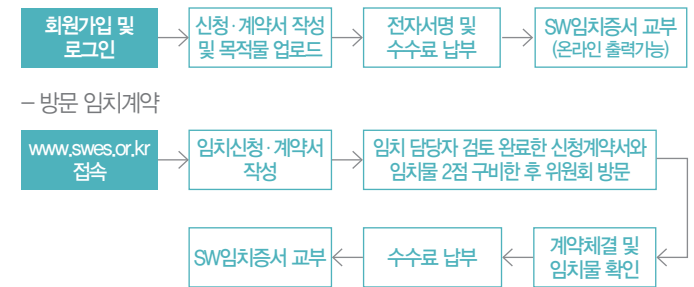 회원가입 및
로그인
신청·계약서 작성
및 목적물 업로드
전자서명 및
수수료 납부
SW임치증서 교부
(온라인 출력가능)
– 방문 임치계약
www.swes.or.kr
접속
임치신청·계약서
작성
임치 담당자 검토 완료한 신청계약서와
임치물 2점 구비한 후 위원회 방문
계약체결 및
임치물 확인
수수료 납부
SW임치증서 교부